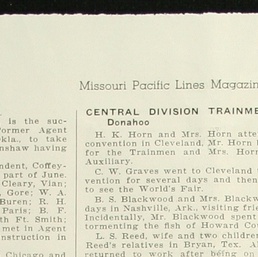 Missouri Pacific Lines Magazin
is the suc-
ormer Agent
kla., to take
nshaw having
ndent, Coffey-
part of June.
Cleary, Vian;
, Gore; W. A.
Buren; R. H.
Paris; B. F.
th Ft. Smith;
met in Agent
nstruction in
Chicago and
CENTRAL DIVISION TRAINME
Donahoo
H. K. Horn and Mrs. Horn atte
convention in Cleveland. Mr. Horn
for the Trainmen and Mrs. Horn
Auxiliary.
C. W. Graves went to Cleveland
vention for several days and then
to see the World's Fair.
B. S. Blackwood and Mrs. Blackw
days in Nashville, Ark., visiting frie
Incidentally, Mr. Blackwood spent
tormenting the fish of Howard Cou
L. S. Reed, wife and two children
Reed's relatives in Bryan, Tex. Al
returned to work after being on